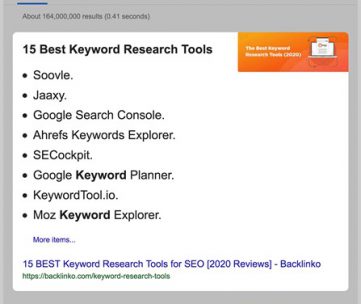 About 164,000,000 results (0.41 seconds)
15 Best Keyword Research Tools
The Best Keyword
Research Tools (2020)
Soovle.
Jaaxy.
Google Search Console.
Ahrefs Keywords Explorer.
SECockpit.
Google Keyword Planner.
KeywordTool.io.
Moz Keyword Explorer.
More items...
15 BEST Keyword Research Tools for SEO [2020 Reviews] - Backlinko
https://backlinko.com/keyword-research-tools